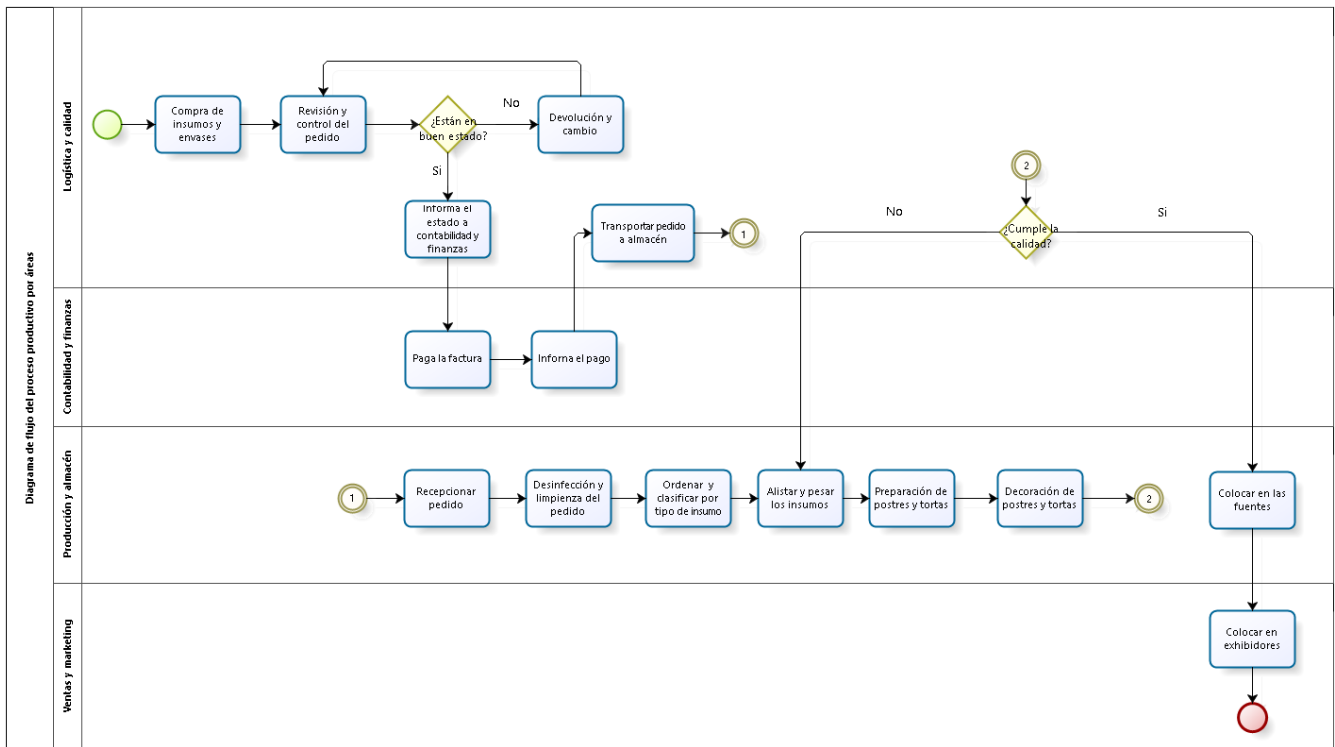 Diagrama de flujo del proceso productivo por áreas
Logística y calidad
Compra de
insumos y
envases
Revisión y
control del
pedido
¿Están en
buen estado?
No
Devolución y
cambio
Si
Informa el
estado a
contabilidad y
finanzas
Transportar pedido
a almacén
1
2
¿Cumple la
calidad?
No
Si
Contabilidad y finanzas
Paga la factura
Informa el pago
Producción y almacén
1
Recepcionar
pedido
Desinfección y
limpienza del
pedido
Ordenar y
clasificar por
tipo de insumo
Alistar y pesar
los insumos
Preparación de
postres y tortas
Decoración de
postres y tortas
2
Colocar en las
fuentes
Ventas y marketing
Colocar en
exhibidores